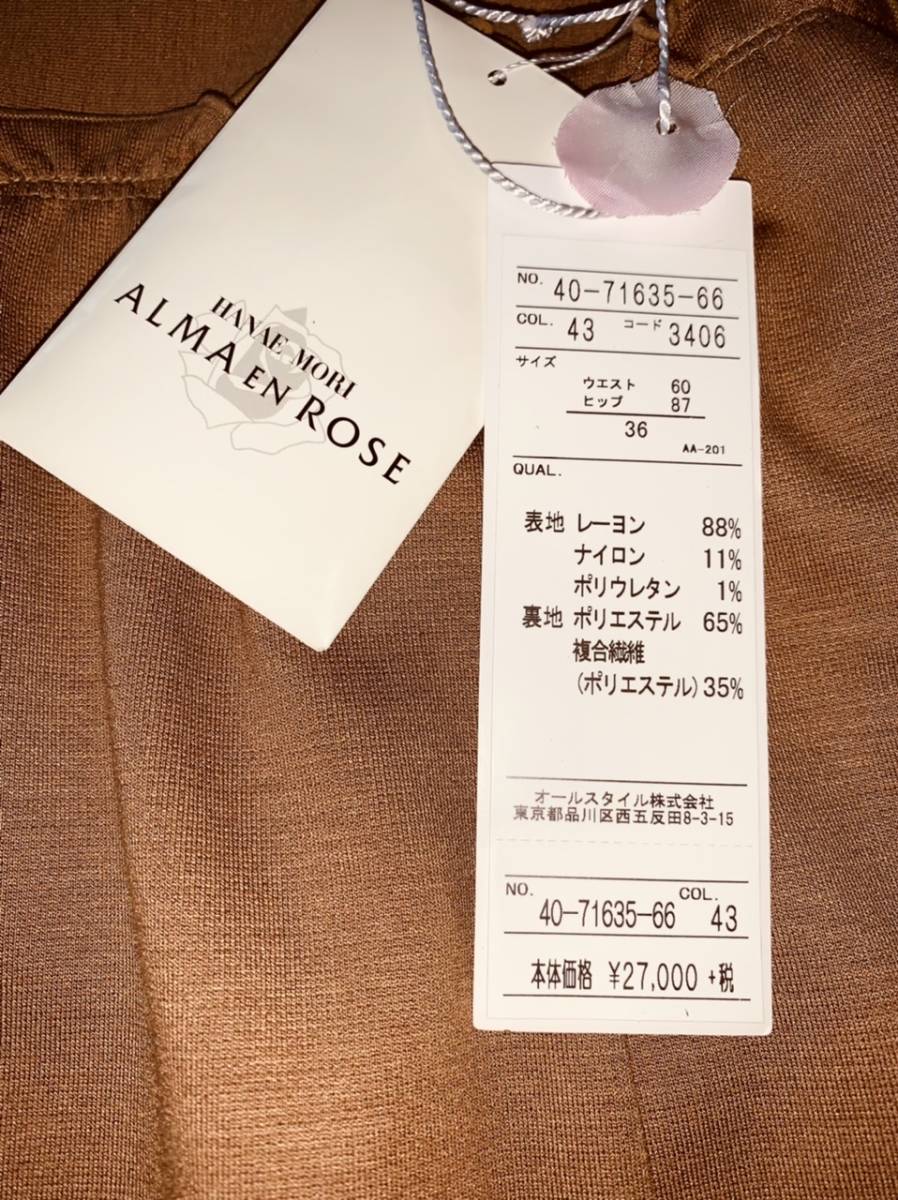 HANAE MORI
ALMA EN ROSE
NO. 40-71635-66
COL. 43 コード 3406
サイズ
ウエスト 60
ヒップ 87
36
AA-201
QUAL.
表地 レーヨン 88%
ナイロン 11%
ポリウレタン 1%
裏地 ポリエステル 65%
複合繊維
(ポリエステル) 35%
オールスタイル株式会社
東京都品川区西五反田8-3-15
NO. 40-71635-66 COL. 43
本体価格 ¥27,000 +税